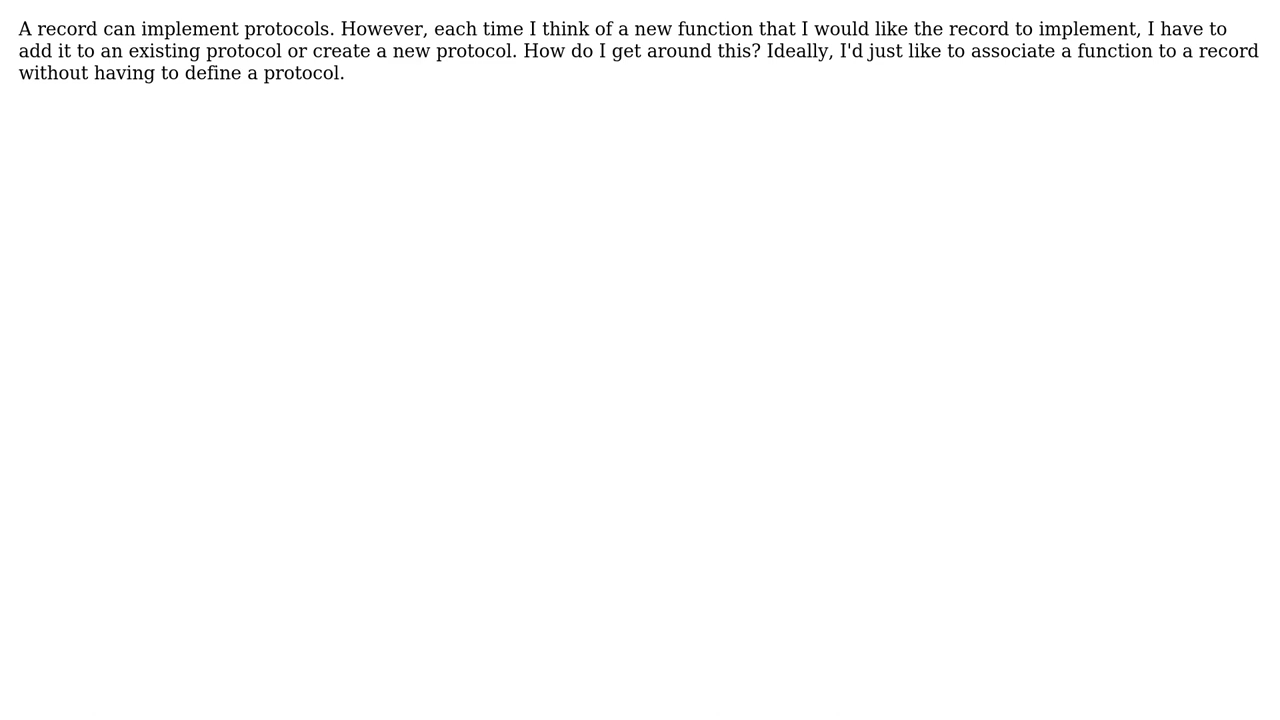 A record can implement protocols. However, each time I think of a new function that I would like the record to implement, I have to
add it to an existing protocol or create a new protocol. How do I get around this? Ideally, I'd just like to associate a function to a record
without having to define a protocol.